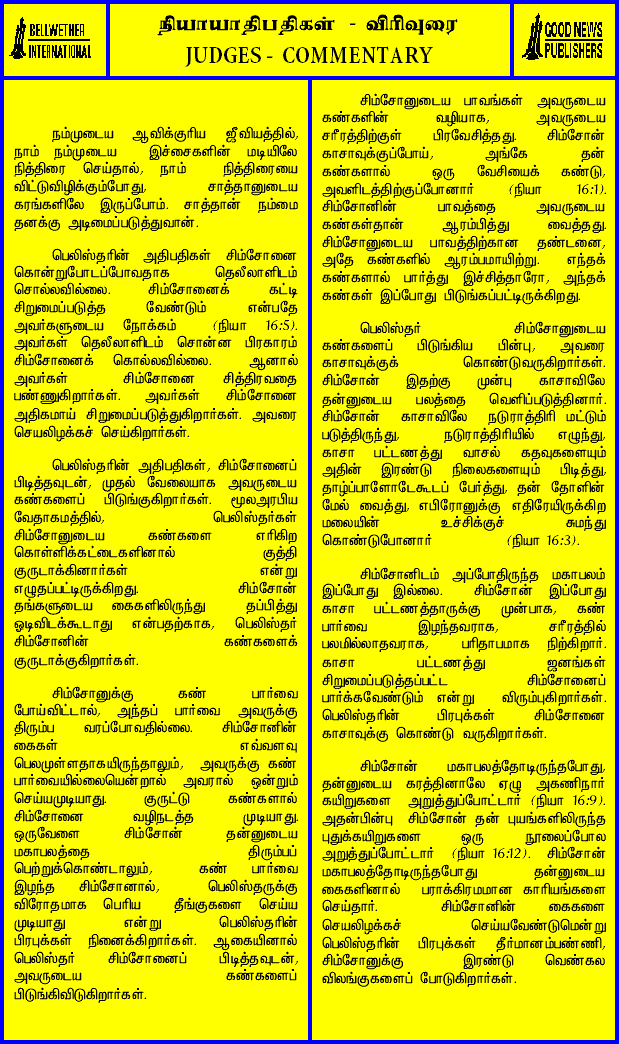 BELLWETHER
INTERNATIONAL
நியாயாதிபதிகள் - விரிவுரை
JUDGES - COMMENTARY
GOOD NEWS
PUBLISHERS
நம்முடைய ஆவிக்குரிய ஜீவியத்தில்,
நாம் நம்முடைய இச்சைகளின் மடியிலே
நித்திரை செய்தால், நாம் நித்திரையை
விட்டுவிழிக்கும்போது, சாத்தானுடைய
கரங்களிலே இருப்போம். சாத்தான் நம்மை
தனக்கு அடிமைப்படுத்துவான்.
பெலிஸ்தரின் அதிபதிகள் சிம்சோனை
கொன்றுபோடப்போவதாக தெலீலாளிடம்
சொல்லவில்லை. சிம்சோனைக் கட்டி
சிறுமைப்படுத்த வேண்டும் என்பதே
அவர்களுடைய நோக்கம் (நியா 16:5).
அவர்கள் தெலீலாளிடம் சொன்ன பிரகாரம்
சிம்சோனைக் கொல்லவில்லை. ஆனால்
அவர்கள் சிம்சோனை சித்திரவதை
பண்ணுகிறார்கள். அவர்கள் சிம்சோனை
அதிகமாய் சிறுமைப்படுத்துகிறார்கள். அவரை
செயலிழக்கச் செய்கிறார்கள்.
பெலிஸ்தரின் அதிபதிகள், சிம்சோனைப்
பிடித்தவுடன், முதல் வேலையாக அவருடைய
கண்களைப் பிடுங்குகிறார்கள். மூலஅரபிய
வேதாகமத்தில், பெலிஸ்தர்கள்
சிம்சோனுடைய கண்களை எரிகிற
கொள்ளிக்கட்டைகளினால் குத்தி
குருடாக்கினார்கள் என்று
எழுதப்பட்டிருக்கிறது. சிம்சோன்
தங்களுடைய கைகளிலிருந்து தப்பித்து
ஓடிவிடக்கூடாது என்பதற்காக, பெலிஸ்தர்
சிம்சோனின் கண்களைக்
குருடாக்குகிறார்கள்.
சிம்சோனுக்கு கண் பார்வை
போய்விட்டால், அந்தப் பார்வை அவருக்கு
திரும்ப வரப்போவதில்லை. சிம்சோனின்
கைகள் எவ்வளவு
பெலமுள்ளதாகயிருந்தாலும், அவருக்கு கண்
பார்வையில்லையென்றால் அவரால் ஒன்றும்
செய்யமுடியாது. குருட்டு கண்களால்
சிம்சோனை வழிநடத்த முடியாது.
ஒருவேளை சிம்சோன் தன்னுடைய
மகாபலத்தை திரும்பப்
பெற்றுக்கொண்டாலும், கண் பார்வை
இழந்த சிம்சோனால், பெலிஸ்தருக்கு
விரோதமாக பெரிய தீங்குகளை செய்ய
முடியாது என்று பெலிஸ்தரின்
பிரபுக்கள் நினைக்கிறார்கள். ஆகையினால்
பெலிஸ்தர் சிம்சோனைப் பிடித்தவுடன்,
அவருடைய கண்களைப்
பிடுங்கிவிடுகிறார்கள்.
சிம்சோனுடைய பாவங்கள் அவருடைய
கண்களின் வழியாக, அவருடைய
சரீரத்திற்குள் பிரவேசித்தது. சிம்சோன்
காசாவுக்குப்போய், அங்கே தன்
கண்களால் ஒரு வேசியைக் கண்டு,
அவளிடத்திற்குப்போனார் (நியா 16:1).
சிம்சோனின் பாவத்தை அவருடைய
கண்கள்தான் ஆரம்பித்து வைத்தது.
சிம்சோனுடைய பாவத்திற்கான தண்டனை,
அதே கண்களில் ஆரம்பமாயிற்று. எந்தக்
கண்களால் பார்த்து இச்சித்தாரோ, அந்தக்
கண்கள் இப்போது பிடுங்கப்பட்டிருக்கிறது.
பெலிஸ்தர் சிம்சோனுடைய
கண்களைப் பிடுங்கிய பின்பு, அவரை
காசாவுக்குக் கொண்டுவருகிறார்கள்.
சிம்சோன் இதற்கு முன்பு காசாவிலே
தன்னுடைய பலத்தை வெளிப்படுத்தினார்.
சிம்சோன் காசாவிலே நடுராத்திரி மட்டும்
படுத்திருந்து, நடுராத்திரியில் எழுந்து,
காசா பட்டணத்து வாசல் கதவுகளையும்
அதின் இரண்டு நிலைகளையும் பிடித்து,
தாழ்ப்பாளோடேகூடப் பேர்த்து, தன் தோளின்
மேல் வைத்து, எபிரோனுக்கு எதிரேயிருக்கிற
மலையின் உச்சிக்குச் சுமந்து
கொண்டுபோனார் (நியா 16:3).
சிம்சோனிடம் அப்போதிருந்த மகாபலம்
இப்போது இல்லை. சிம்சோன் இப்போது
காசா பட்டணத்தாருக்கு முன்பாக, கண்
பார்வை இழந்தவராக, சரீரத்தில்
பலமில்லாதவராக, பரிதாபமாக நிற்கிறார்.
காசா பட்டணத்து ஜனங்கள்
சிறுமைப்படுத்தப்பட்ட சிம்சோனைப்
பார்க்கவேண்டும் என்று விரும்புகிறார்கள்.
பெலிஸ்தரின் பிரபுக்கள் சிம்சோனை
காசாவுக்கு கொண்டு வருகிறார்கள்.
சிம்சோன் மகாபலத்தோடிருந்தபோது,
தன்னுடைய கரத்தினாலே ஏழு அகணிநார்
கயிறுகளை அறுத்துப்போட்டார் (நியா 16:9).
அதன்பின்பு சிம்சோன் தன் புயங்களிலிருந்த
புதுக்கயிறுகளை ஒரு நூலைப்போல
அறுத்துப்போட்டார் (நியா 16:12). சிம்சோன்
மகாபலத்தோடிருந்தபோது தன்னுடைய
கைகளினால் பராக்கிரமமான காரியங்களை
செய்தார். சிம்சோனின் கைகளை
செயலிழக்கச் செய்யவேண்டுமென்று
பெலிஸ்தரின் பிரபுக்கள் தீர்மானம்பண்ணி,
சிம்சோனுக்கு இரண்டு வெண்கல
விலங்குகளைப் போடுகிறார்கள்.